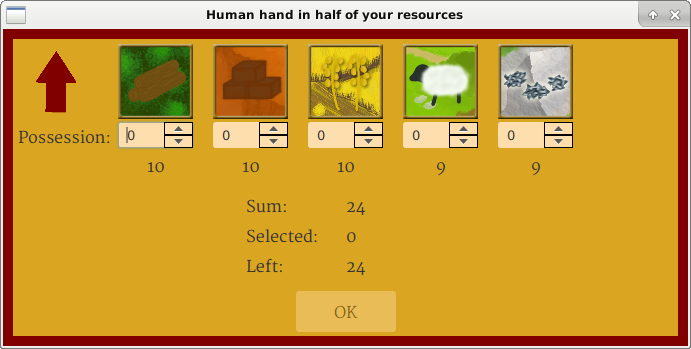 Human hand in half of your resources
Possession: 0 0 0 0 0
10 10 10 9 9
Sum: 24
Selected: 0
Left: 24
OK